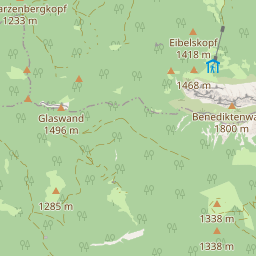 arzenbergkopf
1233 m
Eibelskopf
1418 m
1468 m
Glaswand
1496 m
Benediktenwa
1800 m
1285 m
1338 m
1338 m